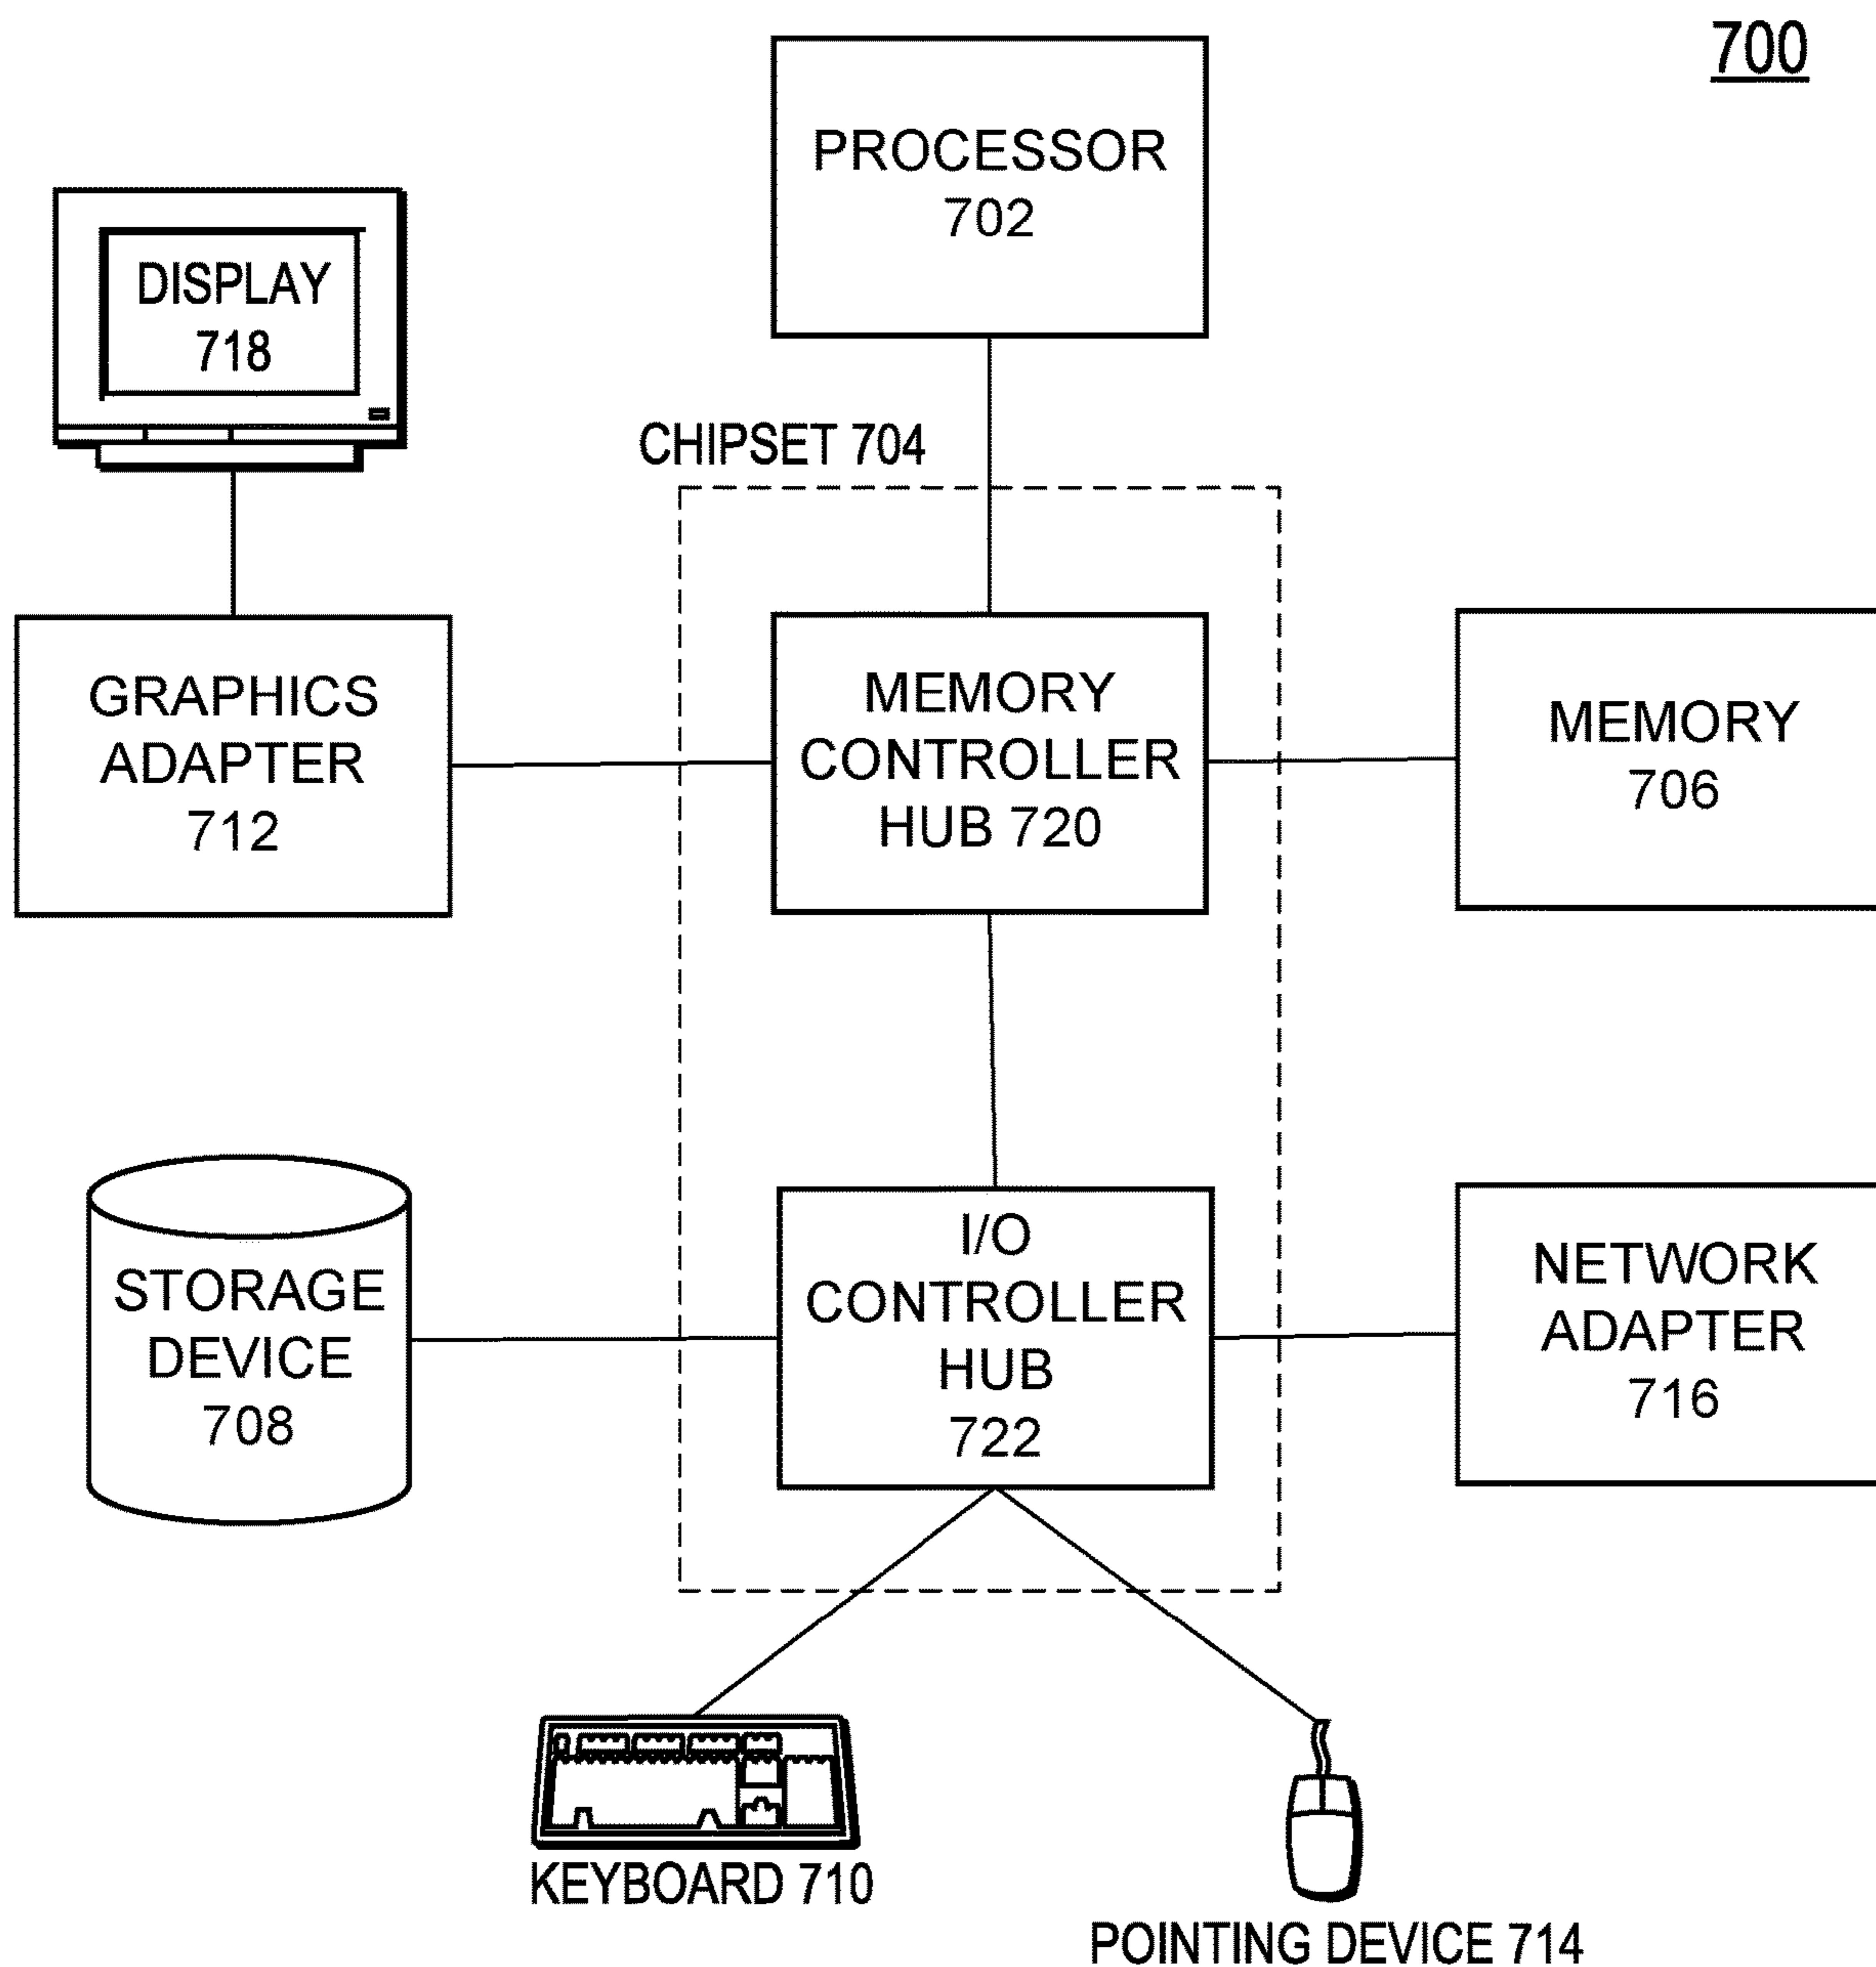 700
PROCESSOR
702
DISPLAY
718
CHIPSET 704
GRAPHICS
ADAPTER
712
MEMORY
CONTROLLER
HUB 720
MEMORY
706
STORAGE
DEVICE
708
I/O
CONTROLLER
HUB
722
NETWORK
ADAPTER
716
KEYBOARD 710
POINTING DEVICE 714